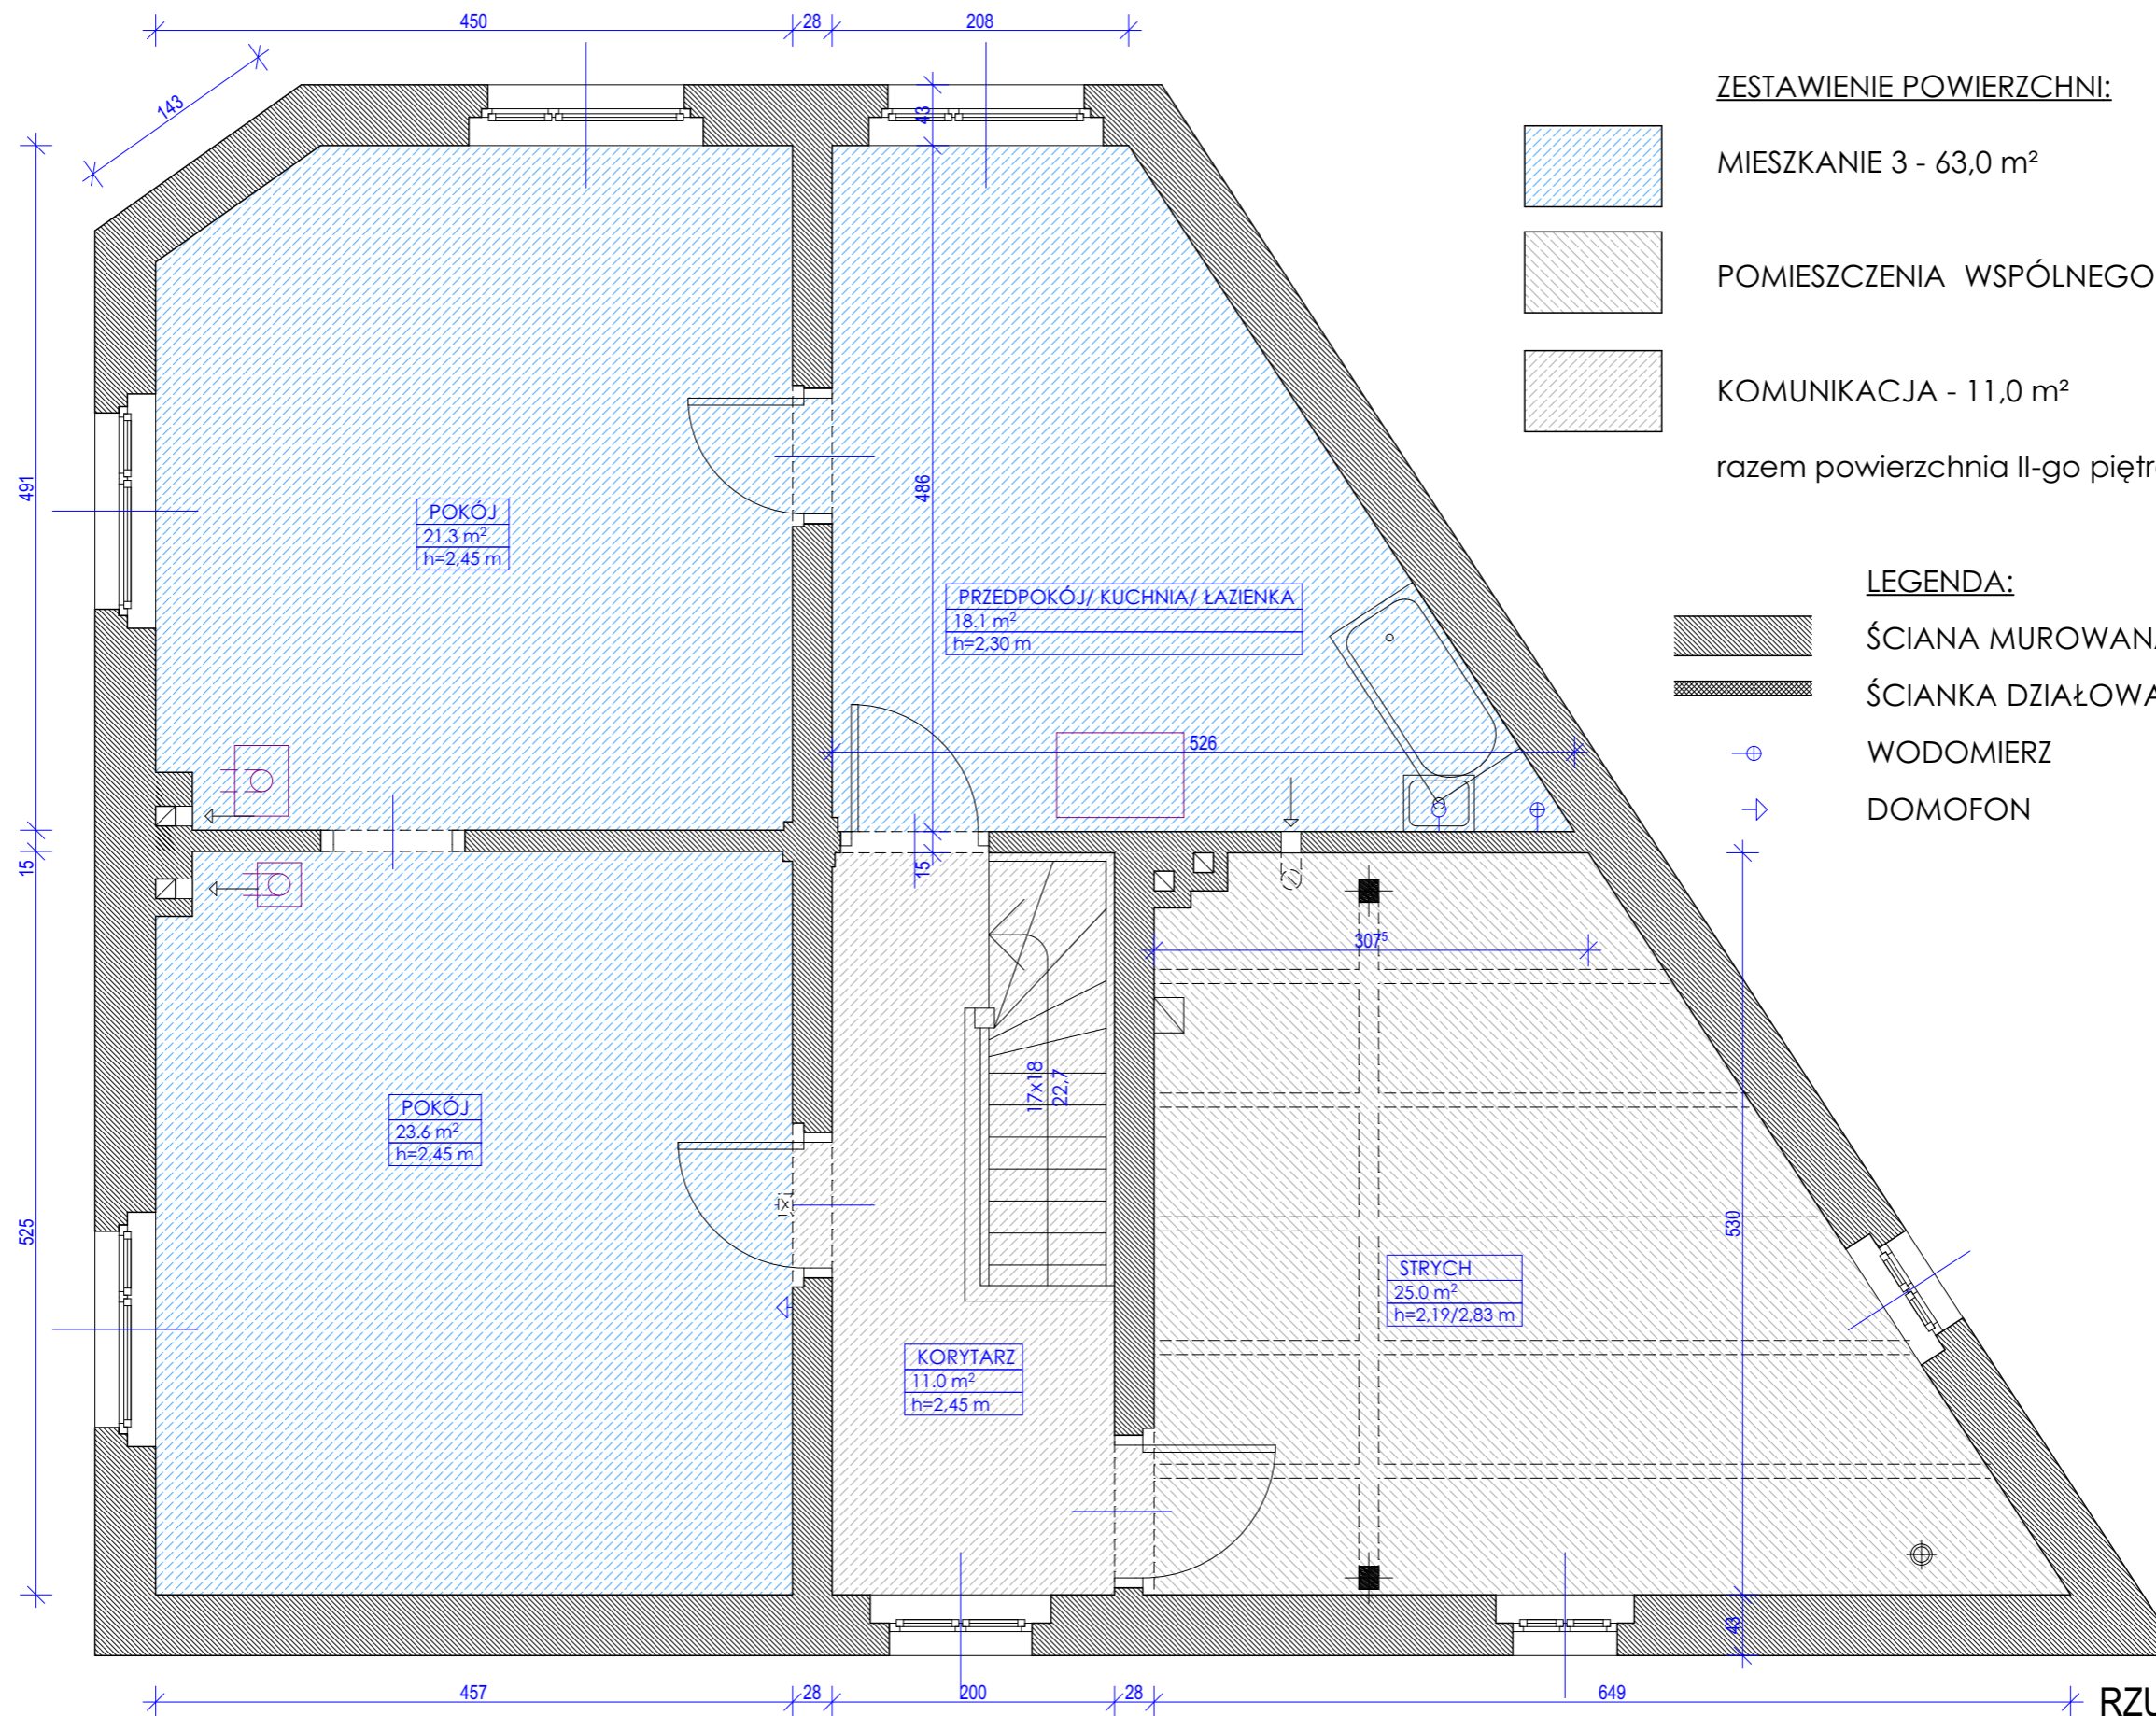 450
28
208
143
43
ZESTAWIENIE POWIERZCHNI:
MIESZKANIE 3 - 63,0 m²
POMIESZCZENIA WSPÓLNEGO
KOMUNIKACJA - 11,0 m²
razem powierzchnia II-go piętr
491
486
POKÓJ
21.3 m²
h=2,45 m
PRZEDPOKÓJ/ KUCHNIA/ ŁAZIENKA
18.1 m²
h=2,30 m
LEGENDA:
ŚCIANA MUROWANA
ŚCIANKA DZIAŁOWA
WODOMIERZ
DOMOFON
526
15
15
307⁵
17x18
22,7
POKÓJ
23.6 m²
h=2,45 m
525
530
STRYCH
25.0 m²
h=2,19/2,83 m
KORYTARZ
11.0 m²
h=2,45 m
43
457
28
200
28
649
RZU